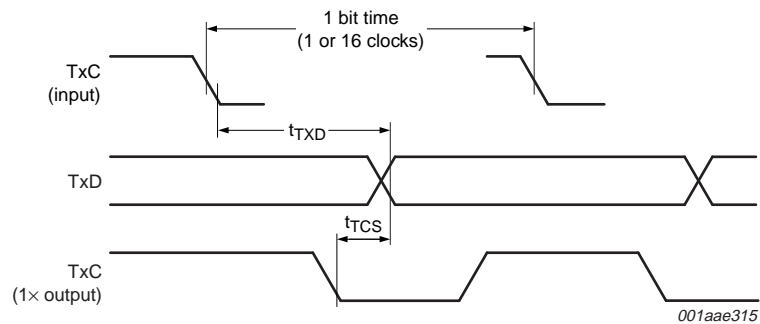 1 bit time
(1 or 16 clocks)
TxC
(input)
tTXD
TxD
tTCS
TxC
(1× output)
001aae315